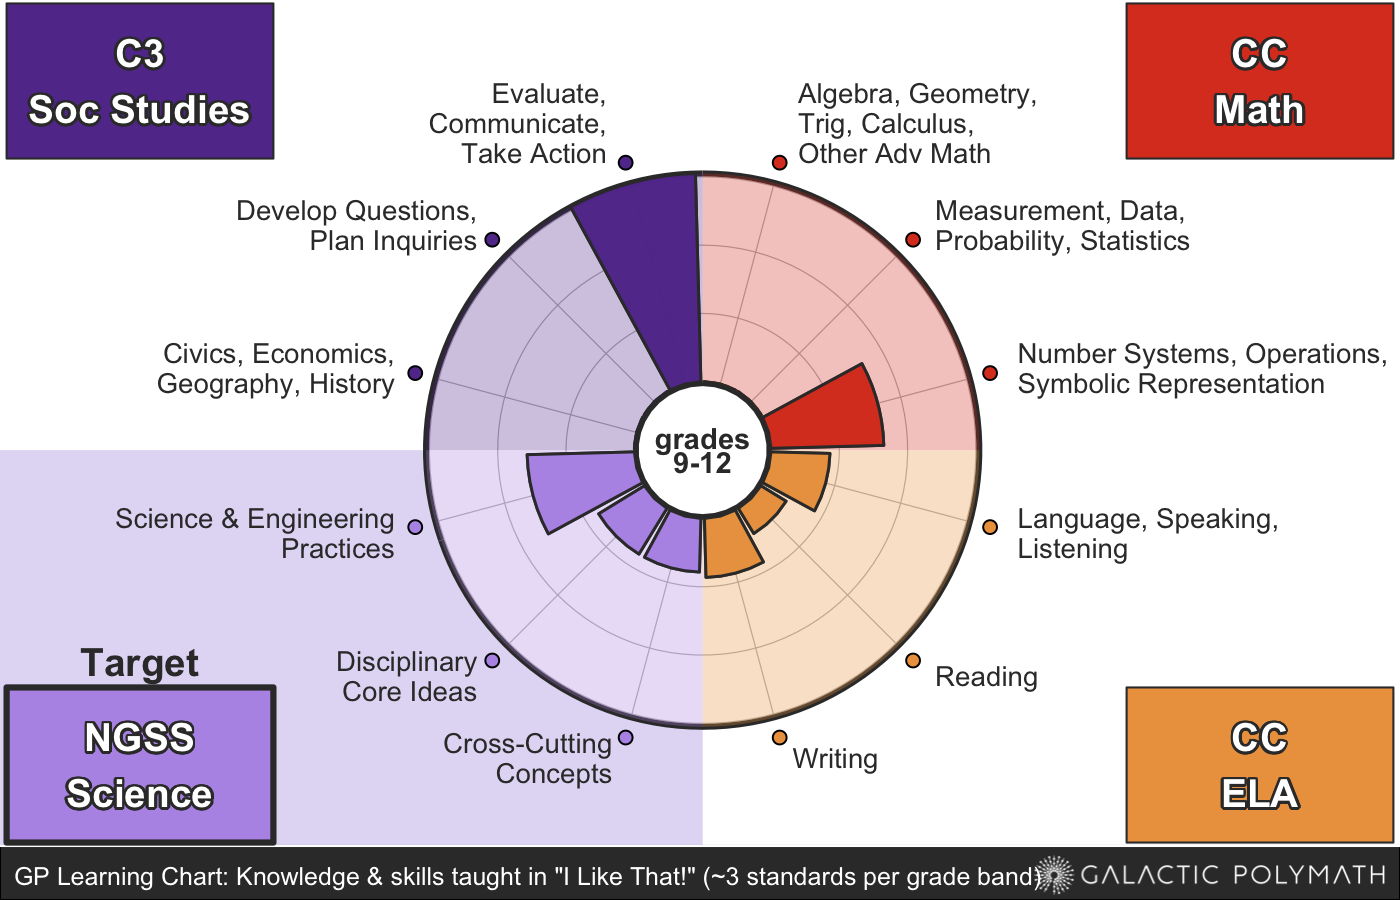 C3
Soc Studies
CC
Math
Evaluate,
Communicate,
Take Action
Algebra, Geometry,
Trig, Calculus,
Other Adv Math
Develop Questions,
Plan Inquiries
Measurement, Data,
Probability, Statistics
Civics, Economics,
Geography, History
Number Systems, Operations,
Symbolic Representation
grades
9-12
Science & Engineering
Practices
Language, Speaking,
Listening
Disciplinary
Core Ideas
Reading
Cross-Cutting
Concepts
Writing
Target
NGSS
Science
CC
ELA
GP Learning Chart: Knowledge & skills taught in "I Like That!" (~3 standards per grade band)
GALACTIC POLYMATH